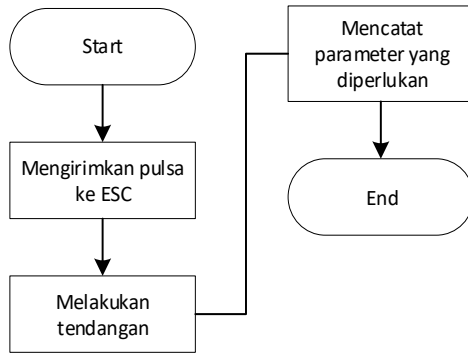 Start
Mengirimkan pulsa
ke ESC
Melakukan
tendangan
Mencatat
parameter yang
diperlukan
End